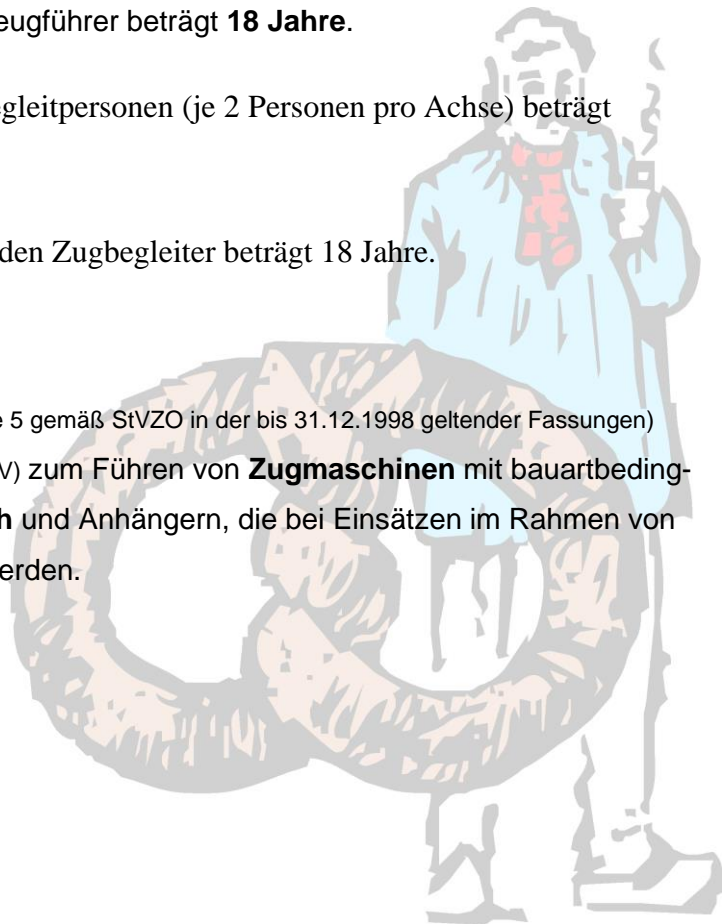 eugführer beträgt 18 Jahre.
gleitpersonen (je 2 Personen pro Achse) beträgt
den Zugbegleiter beträgt 18 Jahre.
e 5 gemäß StVZO in der bis 31.12.1998 geltender Fassungen)
V) zum Führen von Zugmaschinen mit bauartbeding-
h und Anhängern, die bei Einsätzen im Rahmen von
erden.